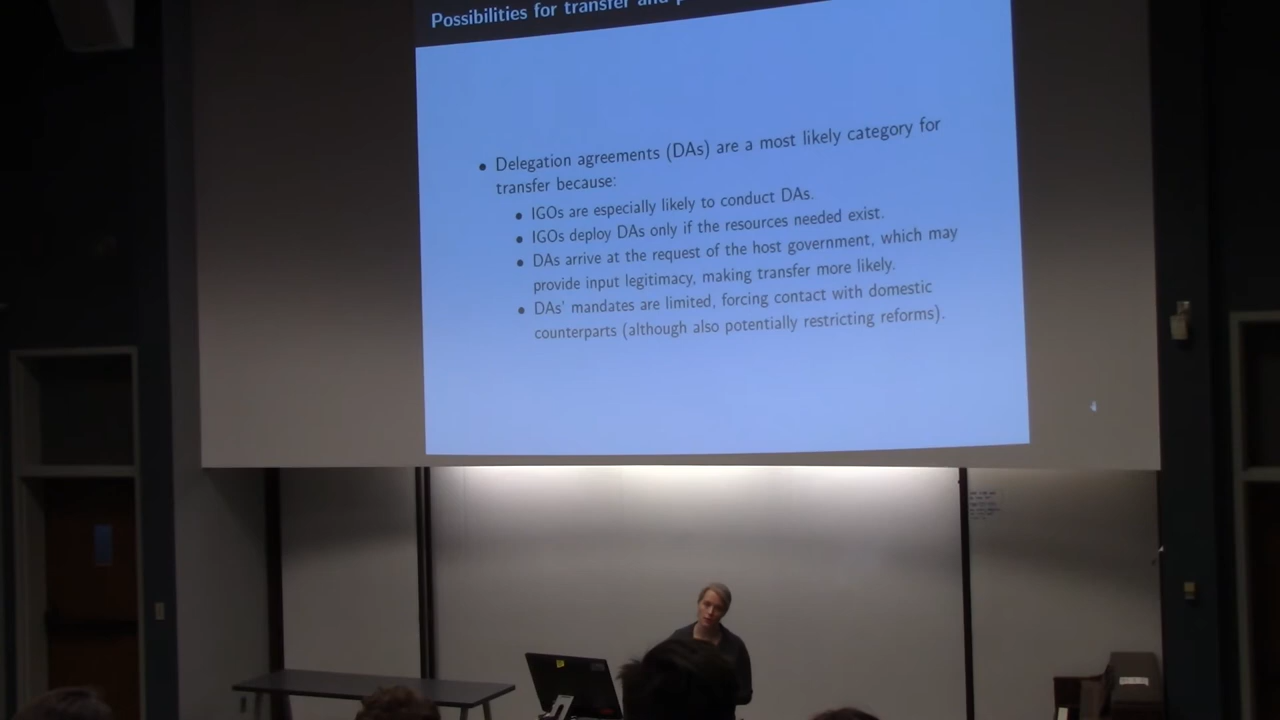 Possibilities for transfer and
• Delegation agreements (DAs) are a most likely category for
transfer because:
• IGOs are especially likely to conduct DAs.
• IGOs deploy DAs only if the resources needed exist.
• DAs arrive at the request of the host government, which may
provide input legitimacy, making transfer more likely.
• DAs' mandates are limited, forcing contact with domestic
counterparts (although also potentially restricting reforms).